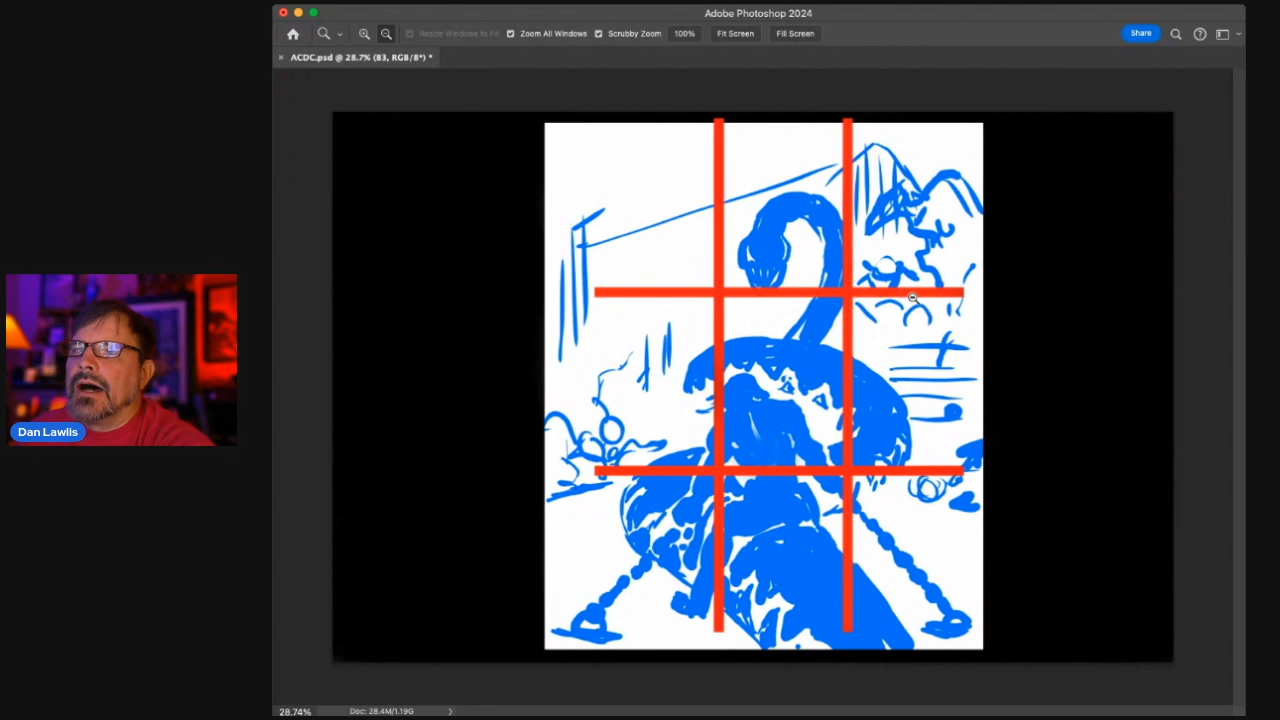 Adobe Photoshop 2024
Resize Windows to Fit Zoom All Windows Scrubby Zoom 100% Fit Screen Fill Screen Share
× ACDC.psd @ 28.7% (B3, RGB/8*) *
Dan Lawlis
28.74% Doc: 28.4M/1.19G